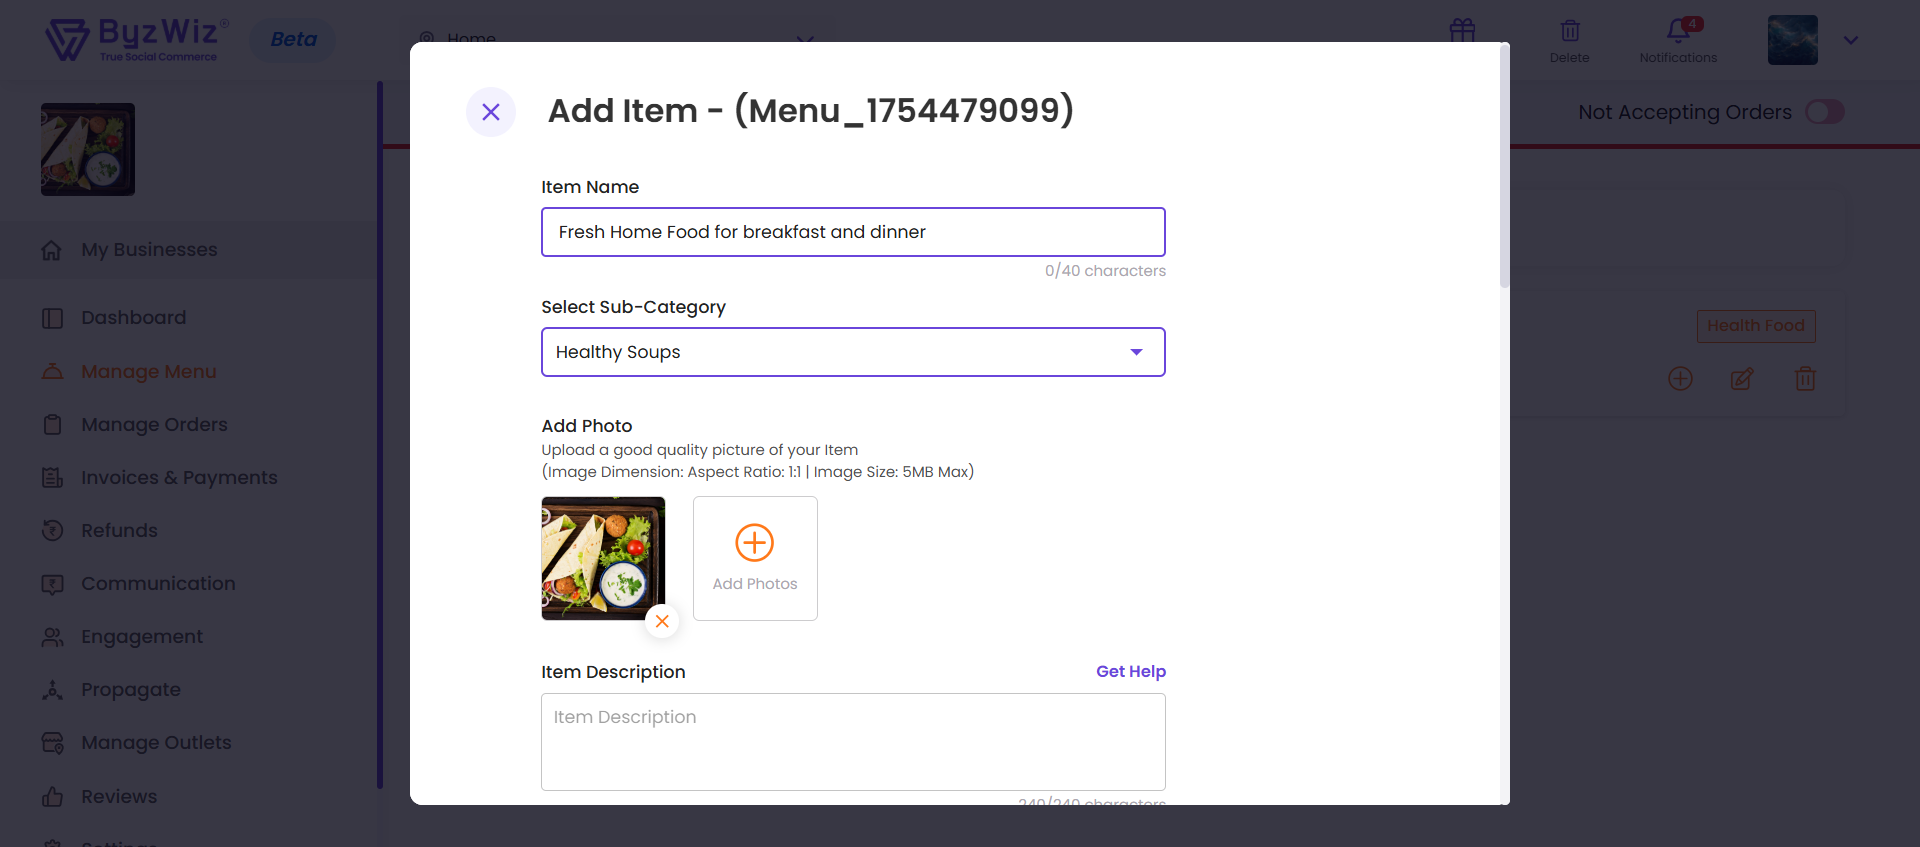 ByzWiz®
True Social Commerce
Beta
Home
Delete
4
Notifications
Not Accepting Orders
My Businesses
Dashboard
Manage Menu
Manage Orders
Invoices & Payments
Refunds
Communication
Engagement
Propagate
Manage Outlets
Reviews
Settings
Add Item - (Menu_1754479099)
Item Name
Fresh Home Food for breakfast and dinner
0/40 characters
Select Sub-Category
Healthy Soups
Add Photo
Upload a good quality picture of your Item
(Image Dimension: Aspect Ratio: 1:1 | Image Size: 5MB Max)
Add Photos
Item Description
Get Help
Item Description
240/240 characters
Health Food